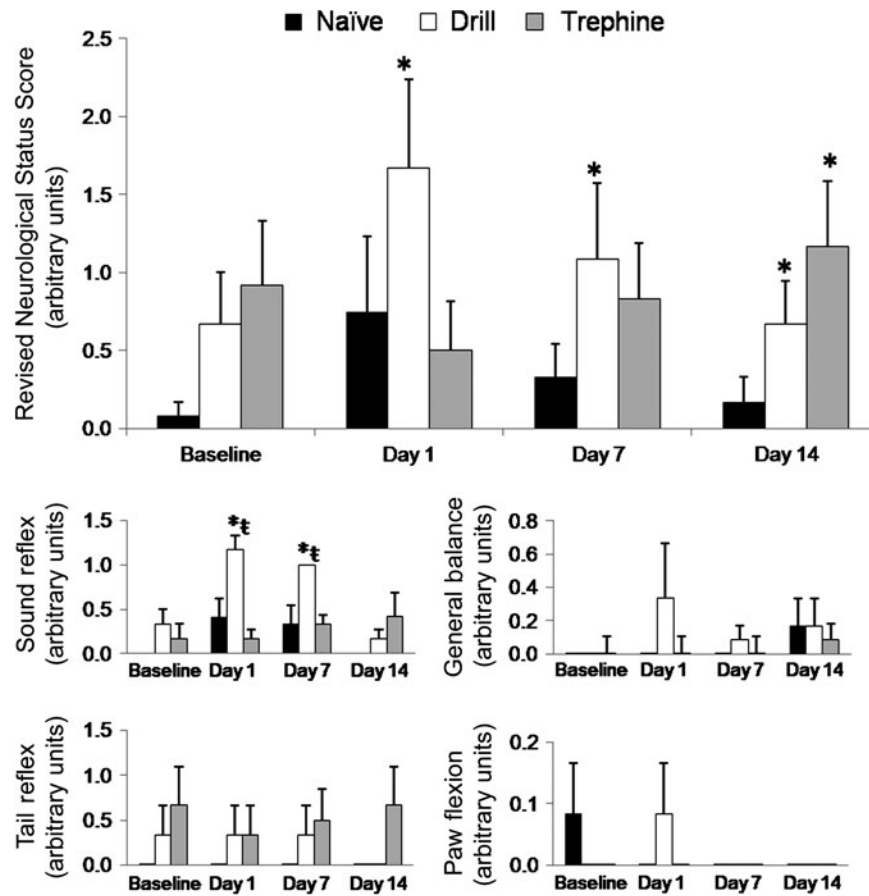 Naïve Drill Trephine
Revised Neurological Status Score
(arbitrary units)
2.5
2.0
1.5
1.0
0.5
0.0
*
*
*
*
Baseline Day 1 Day 7 Day 14
Sound reflex
(arbitrary units)
1.5
1.0
0.5
0.0
*ⱡ
*ⱡ
Baseline Day 1 Day 7 Day 14
General balance
(arbitrary units)
0.8
0.6
0.4
0.2
0.0
Baseline Day 1 Day 7 Day 14
Tail reflex
(arbitrary units)
1.5
1.0
0.5
0.0
Baseline Day 1 Day 7 Day 14
Paw flexion
(arbitrary units)
0.2
0.1
0.0
Baseline Day 1 Day 7 Day 14